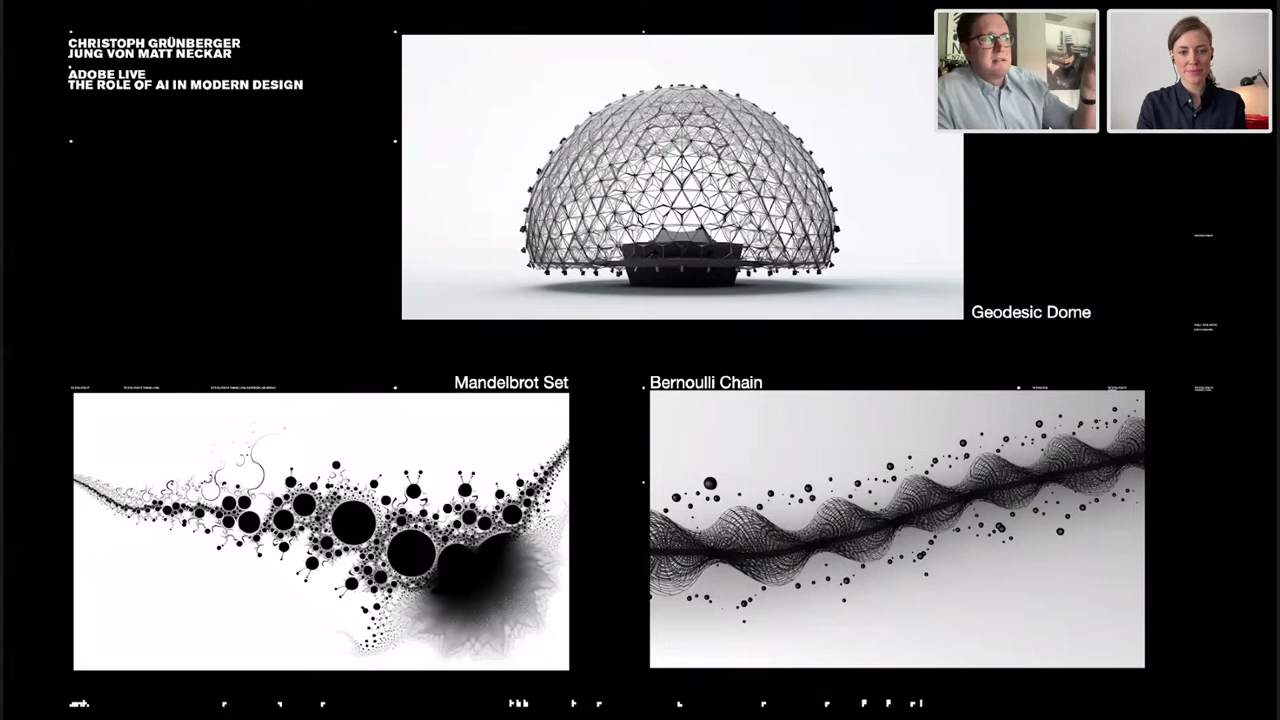 CHRISTOPH GRÜNBERGER
JUNG VON MATT NECKAR
ADOBE LIVE
THE ROLE OF AI IN MODERN DESIGN
Geodesic Dome
Mandelbrot Set
Bernoulli Chain